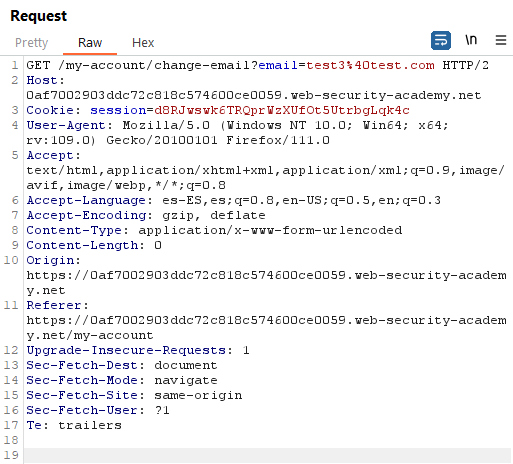 Request
Pretty Raw Hex \n
1 GET /my-account/change-email?email=test3%40test.com HTTP/2
2 Host:
0af7002903ddc72c818c574600ce0059.web-security-academy.net
3 Cookie: session=d8RJwswk6TRQprWzXUfOt5UtrbgLqk4c
4 User-Agent: Mozilla/5.0 (Windows NT 10.0; Win64; x64;
rv:109.0) Gecko/20100101 Firefox/111.0
5 Accept:
text/html,application/xhtml+xml,application/xml;q=0.9,image/
avif,image/webp,*/*;q=0.8
6 Accept-Language: es-ES,es;q=0.8,en-US;q=0.5,en;q=0.3
7 Accept-Encoding: gzip, deflate
8 Content-Type: application/x-www-form-urlencoded
9 Content-Length: 0
10 Origin:
https://0af7002903ddc72c818c574600ce0059.web-security-academ
y.net
11 Referer:
https://0af7002903ddc72c818c574600ce0059.web-security-academ
y.net/my-account
12 Upgrade-Insecure-Requests: 1
13 Sec-Fetch-Dest: document
14 Sec-Fetch-Mode: navigate
15 Sec-Fetch-Site: same-origin
16 Sec-Fetch-User: ?1
17 Te: trailers
18
19